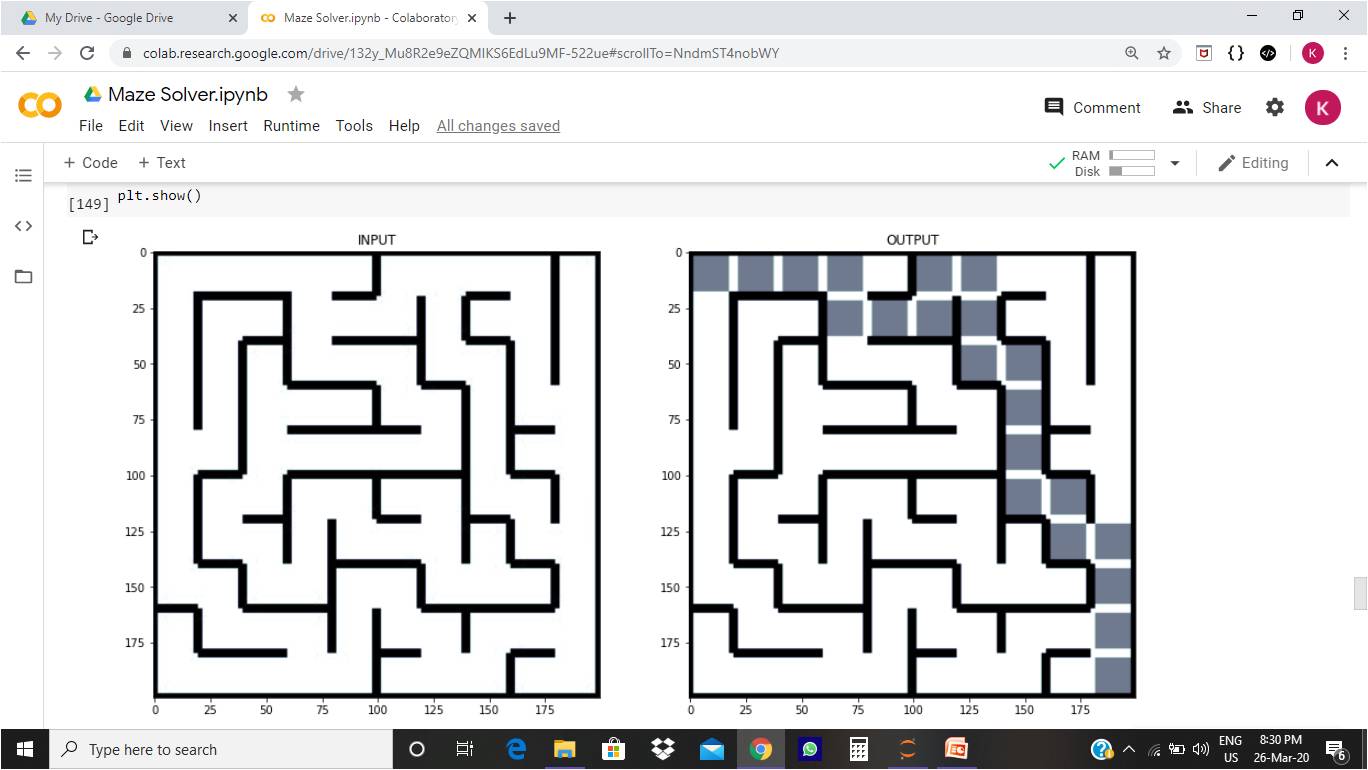 My Drive - Google Drive
Maze Solver.ipynb - Colaboratory
colab.research.google.com/drive/132y_Mu8R2e9eZQMIKS6EdLu9MF-522ue#scrollTo=NndmST4nobWY
K
Maze Solver.ipynb
Comment Share K
File Edit View Insert Runtime Tools Help All changes saved
+ Code + Text
RAM
Disk
Editing
[149] plt.show()
INPUT
0
25
50
75
100
125
150
175
0 25 50 75 100 125 150 175
OUTPUT
0
25
50
75
100
125
150
175
0 25 50 75 100 125 150 175
Type here to search
ENG
US
8:30 PM
26-Mar-20
6